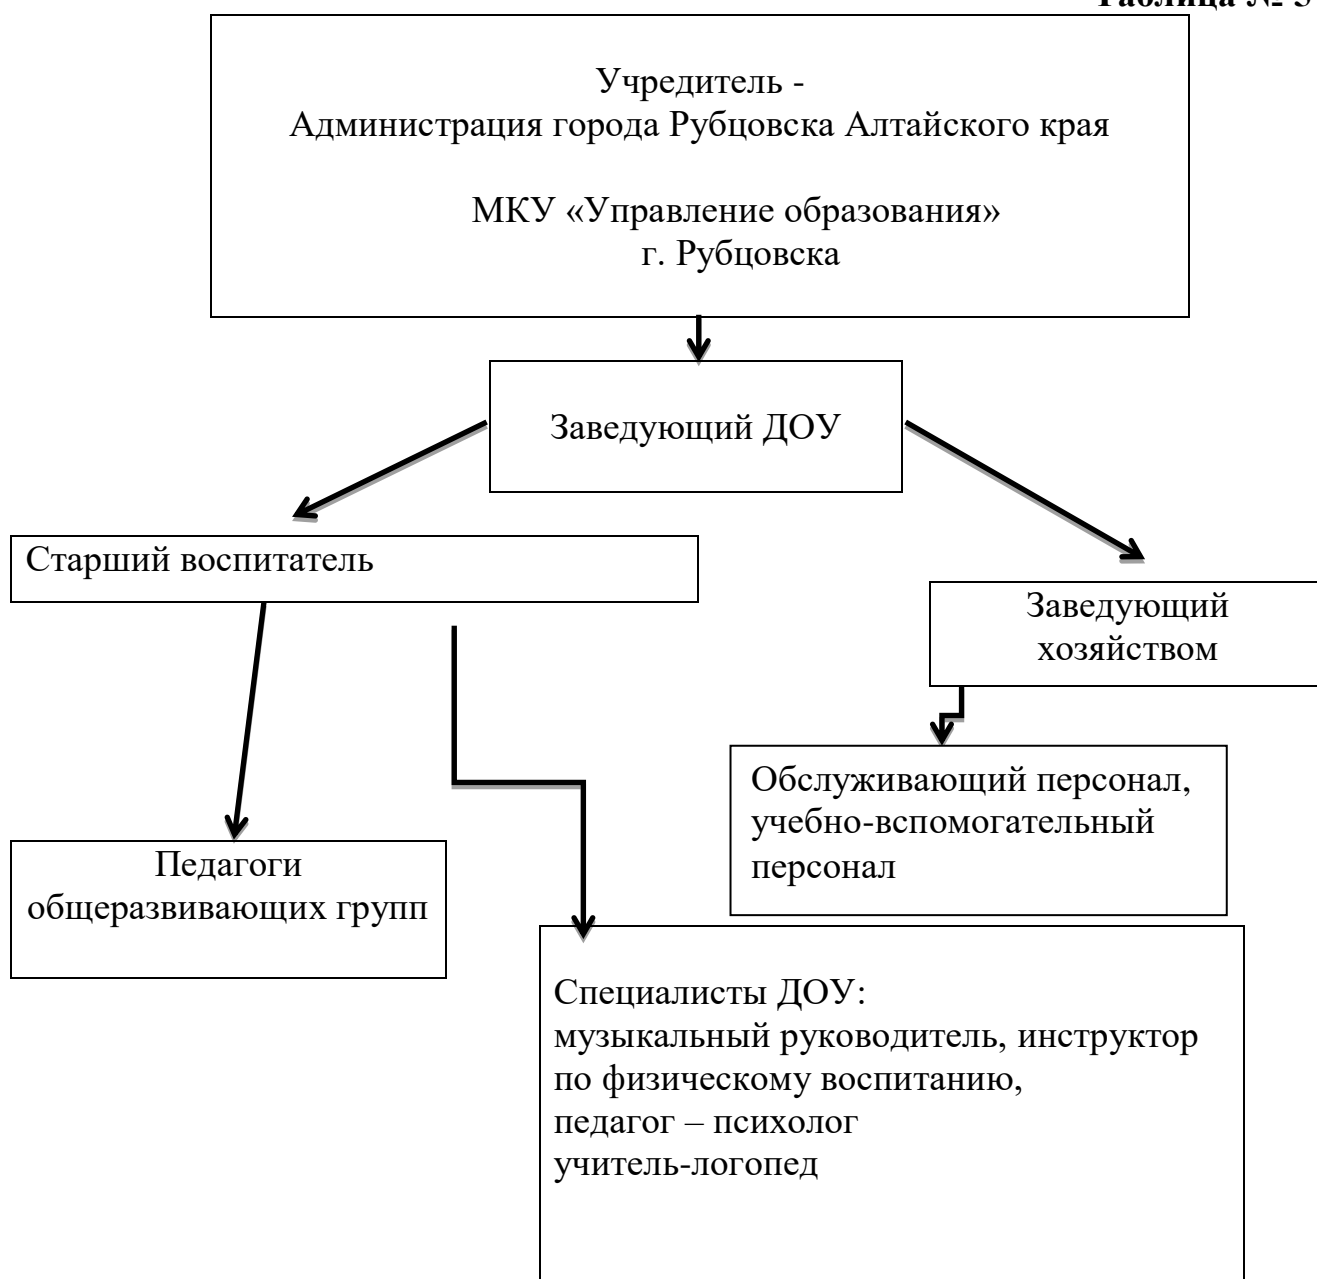 Таблица № 3
Учредитель -
Администрация города Рубцовска Алтайского края
МКУ «Управление образования»
г. Рубцовска
Заведующий ДОУ
Старший воспитатель
Заведующий
хозяйством
Обслуживающий персонал,
учебно-вспомогательный
персонал
Педагоги
общеразвивающих групп
Специалисты ДОУ:
музыкальный руководитель, инструктор
по физическому воспитанию,
педагог – психолог
учитель-логопед